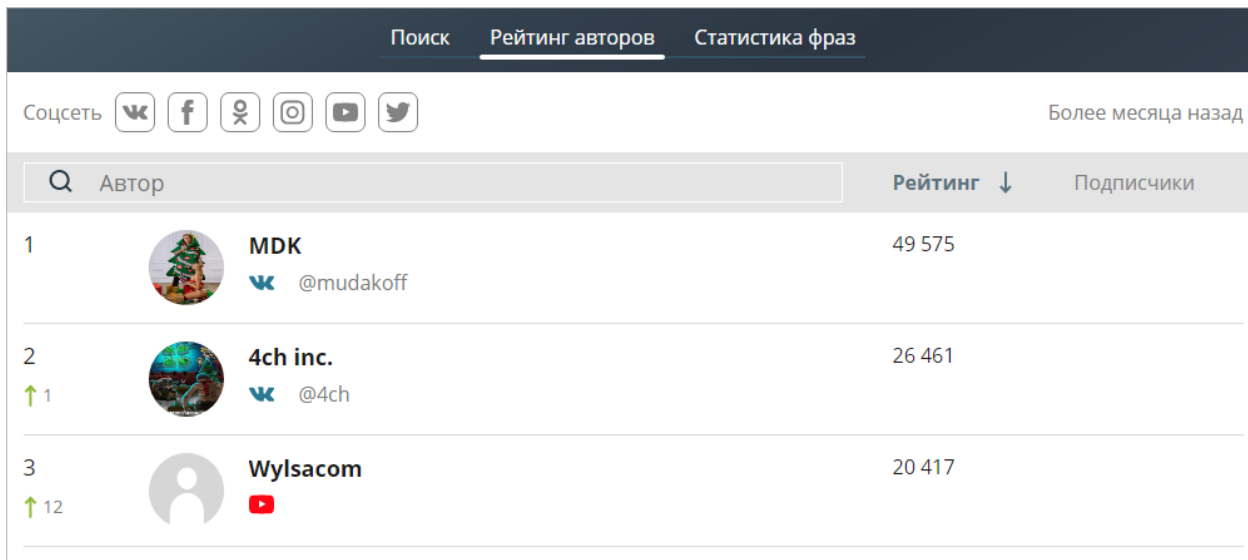 Поиск Рейтинг авторов Статистика фраз
Соцсеть Более месяца назад
Автор Рейтинг ↓ Подписчики
1 MDK 49 575
@mudakoff
2 4ch inc. 26 461
↑ 1 @4ch
3 Wylsacom 20 417
↑ 12